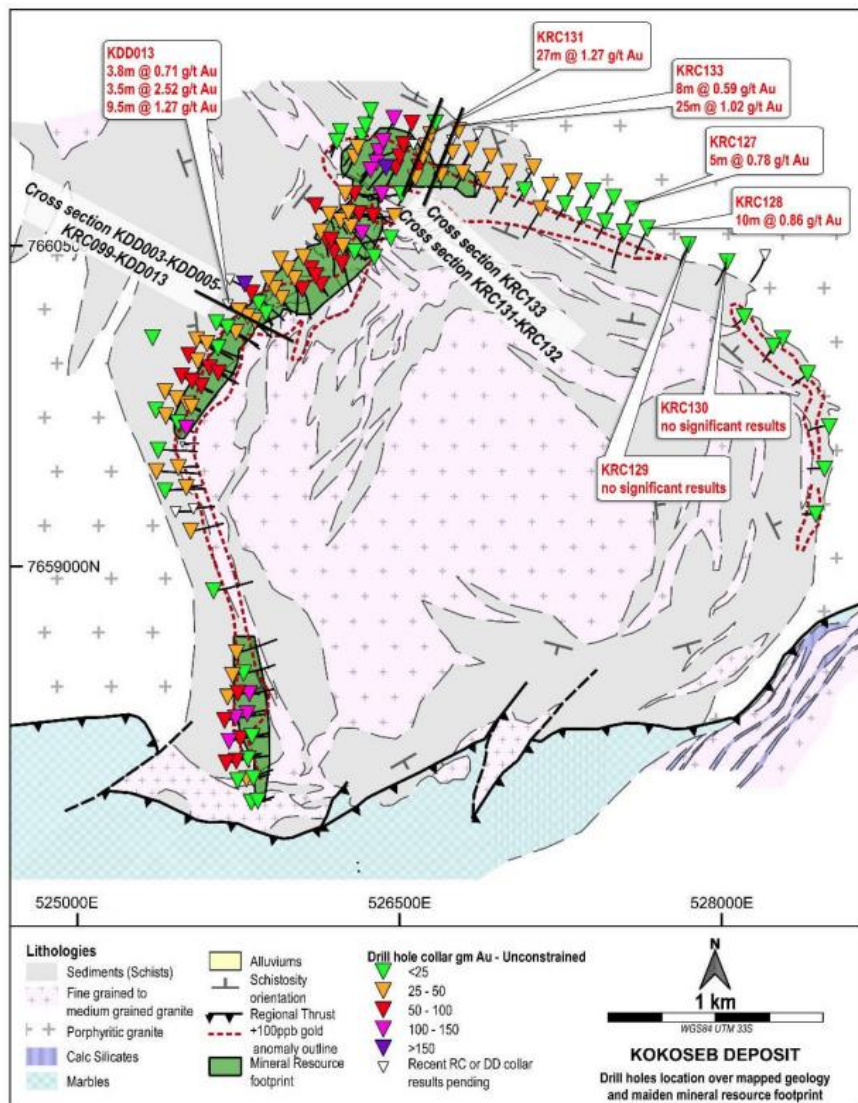 KDD013
3.8m @ 0.71 g/t Au
3.5m @ 2.52 g/t Au
9.5m @ 1.27 g/t Au
KRC131
27m @ 1.27 g/t Au
KRC133
8m @ 0.59 g/t Au
25m @ 1.02 g/t Au
KRC127
5m @ 0.78 g/t Au
KRC128
10m @ 0.86 g/t Au
Cross section KDD003-KDD005-
KRC099-KDD013
Cross section KRC133
Cross section KRC131-KRC132
766050
KRC130
no significant results
KRC129
no significant results
7659000N
525000E
526500E
528000E
Lithologies
Sediments (Schists)
Fine grained to
medium grained granite
Porphyritic granite
Calc Silicates
Marbles
Alluviums
Schistosity
orientation
Regional Thrust
+100ppb gold
anomaly outline
Mineral Resource
footprint
Drill hole collar gm Au - Unconstrained
<25
25 - 50
50 - 100
100 - 150
>150
Recent RC or DD collar
results pending
N
1 km
WGS84 UTM 33S
KOKOSEB DEPOSIT
Drill holes location over mapped geology
and maiden mineral resource footprint